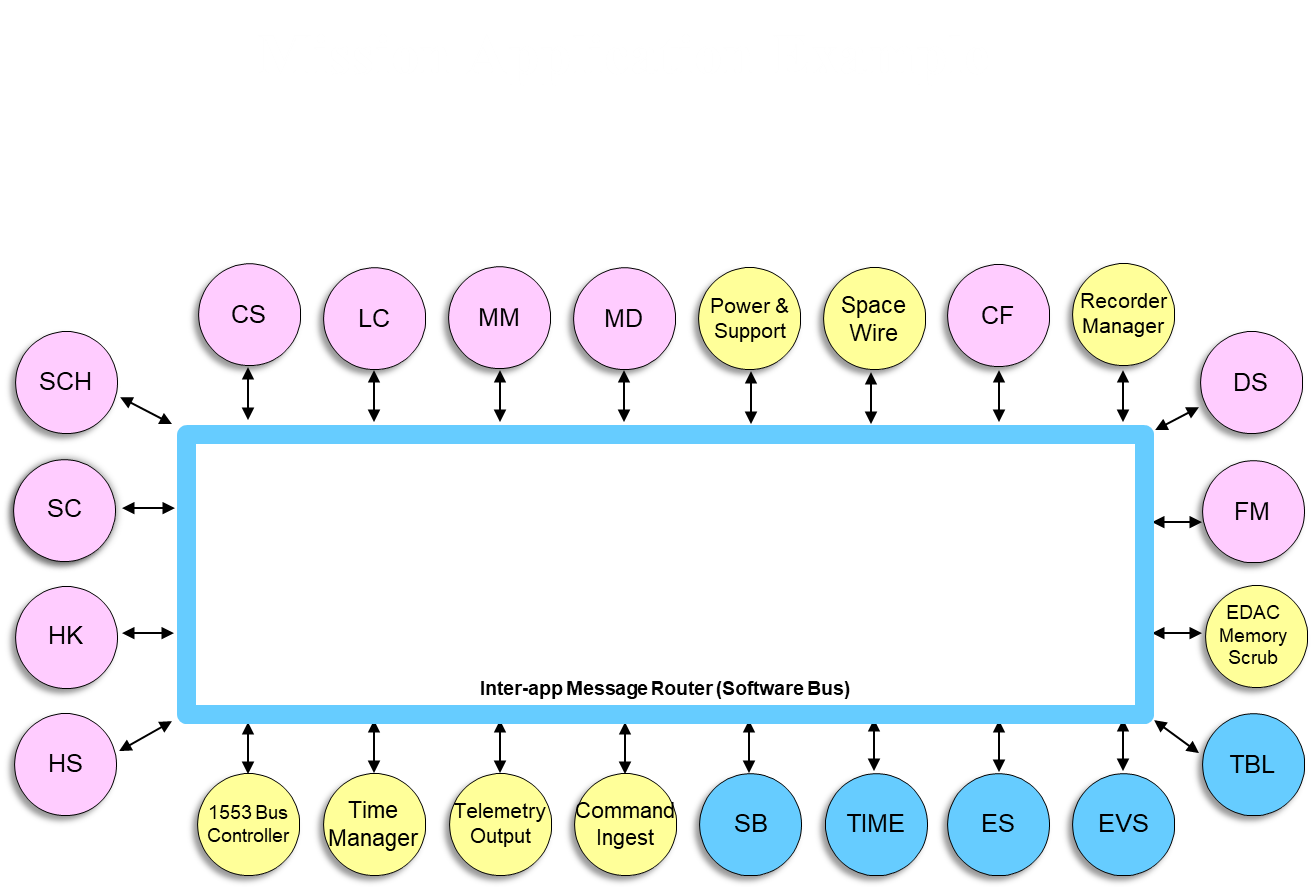 CS
LC
MM
MD
Power &
Support
Space
Wire
CF
Recorder
Manager
SCH
DS
SC
FM
HK
EDAC
Memory
Scrub
Inter-app Message Router (Software Bus)
HS
TBL
1553 Bus
Controller
Time
Manager
Telemetry
Output
Command
Ingest
SB
TIME
ES
EVS